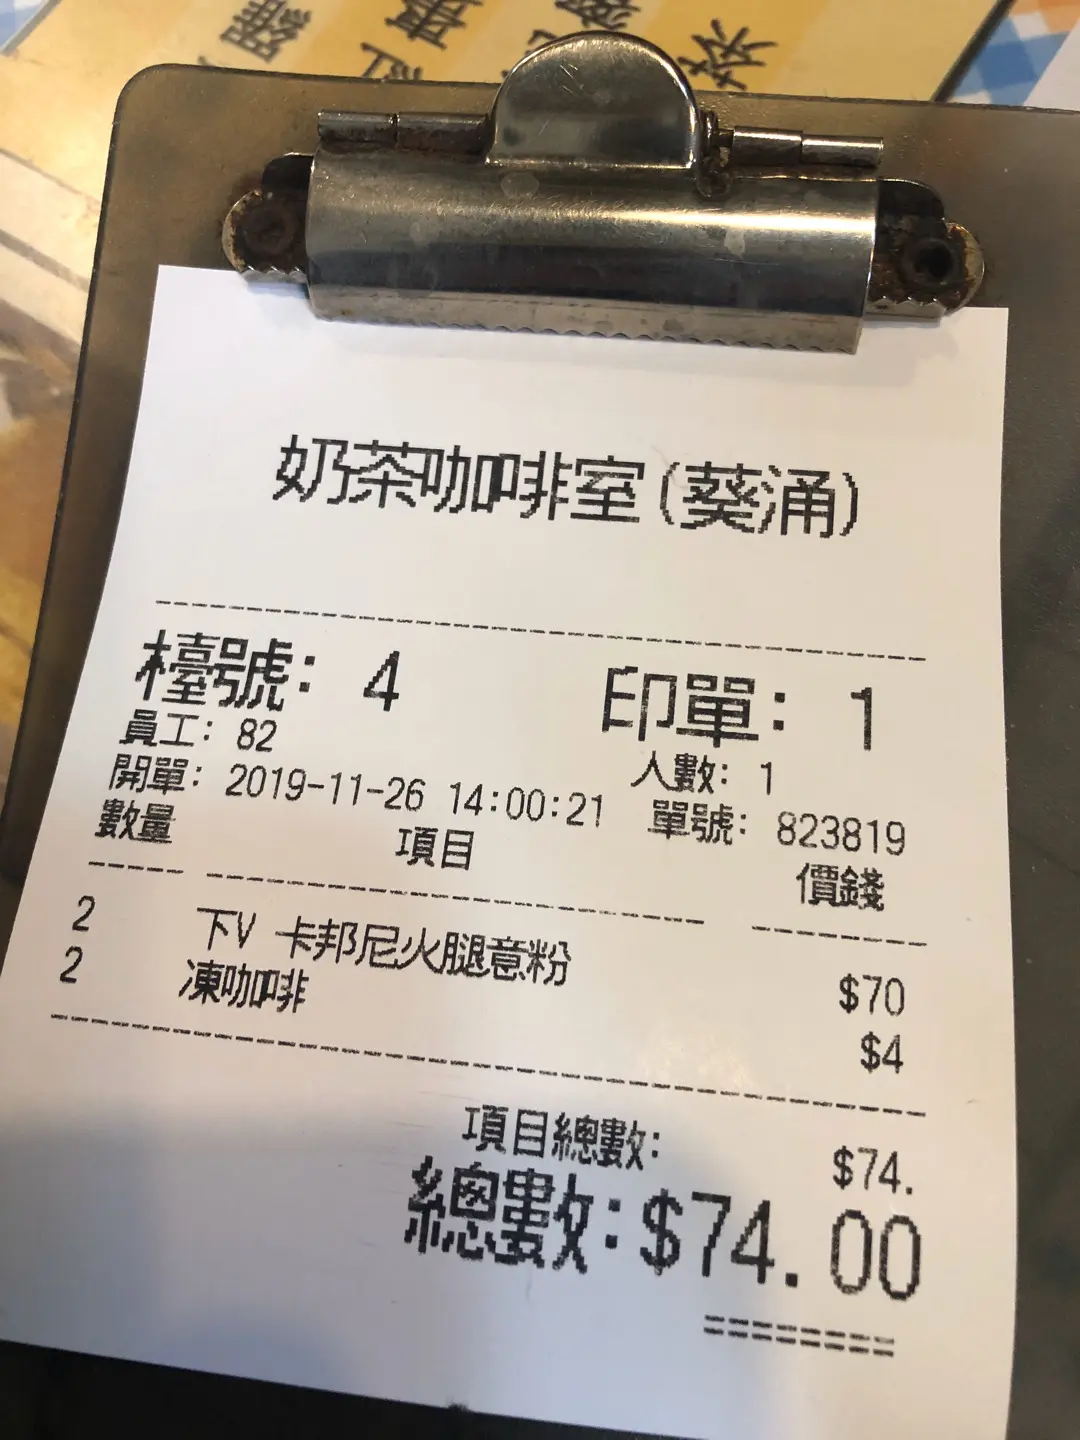 奶茶咖啡室(葵涌)
檯號: 4 印單: 1
員工: 82 人數: 1
開單: 2019-11-26 14:00:21 單號: 823819
數量 項目 價錢
2 下V 卡邦尼火腿意粉 $70
2 凍咖啡 $4
項目總數: $74.
總數:$74.00
========